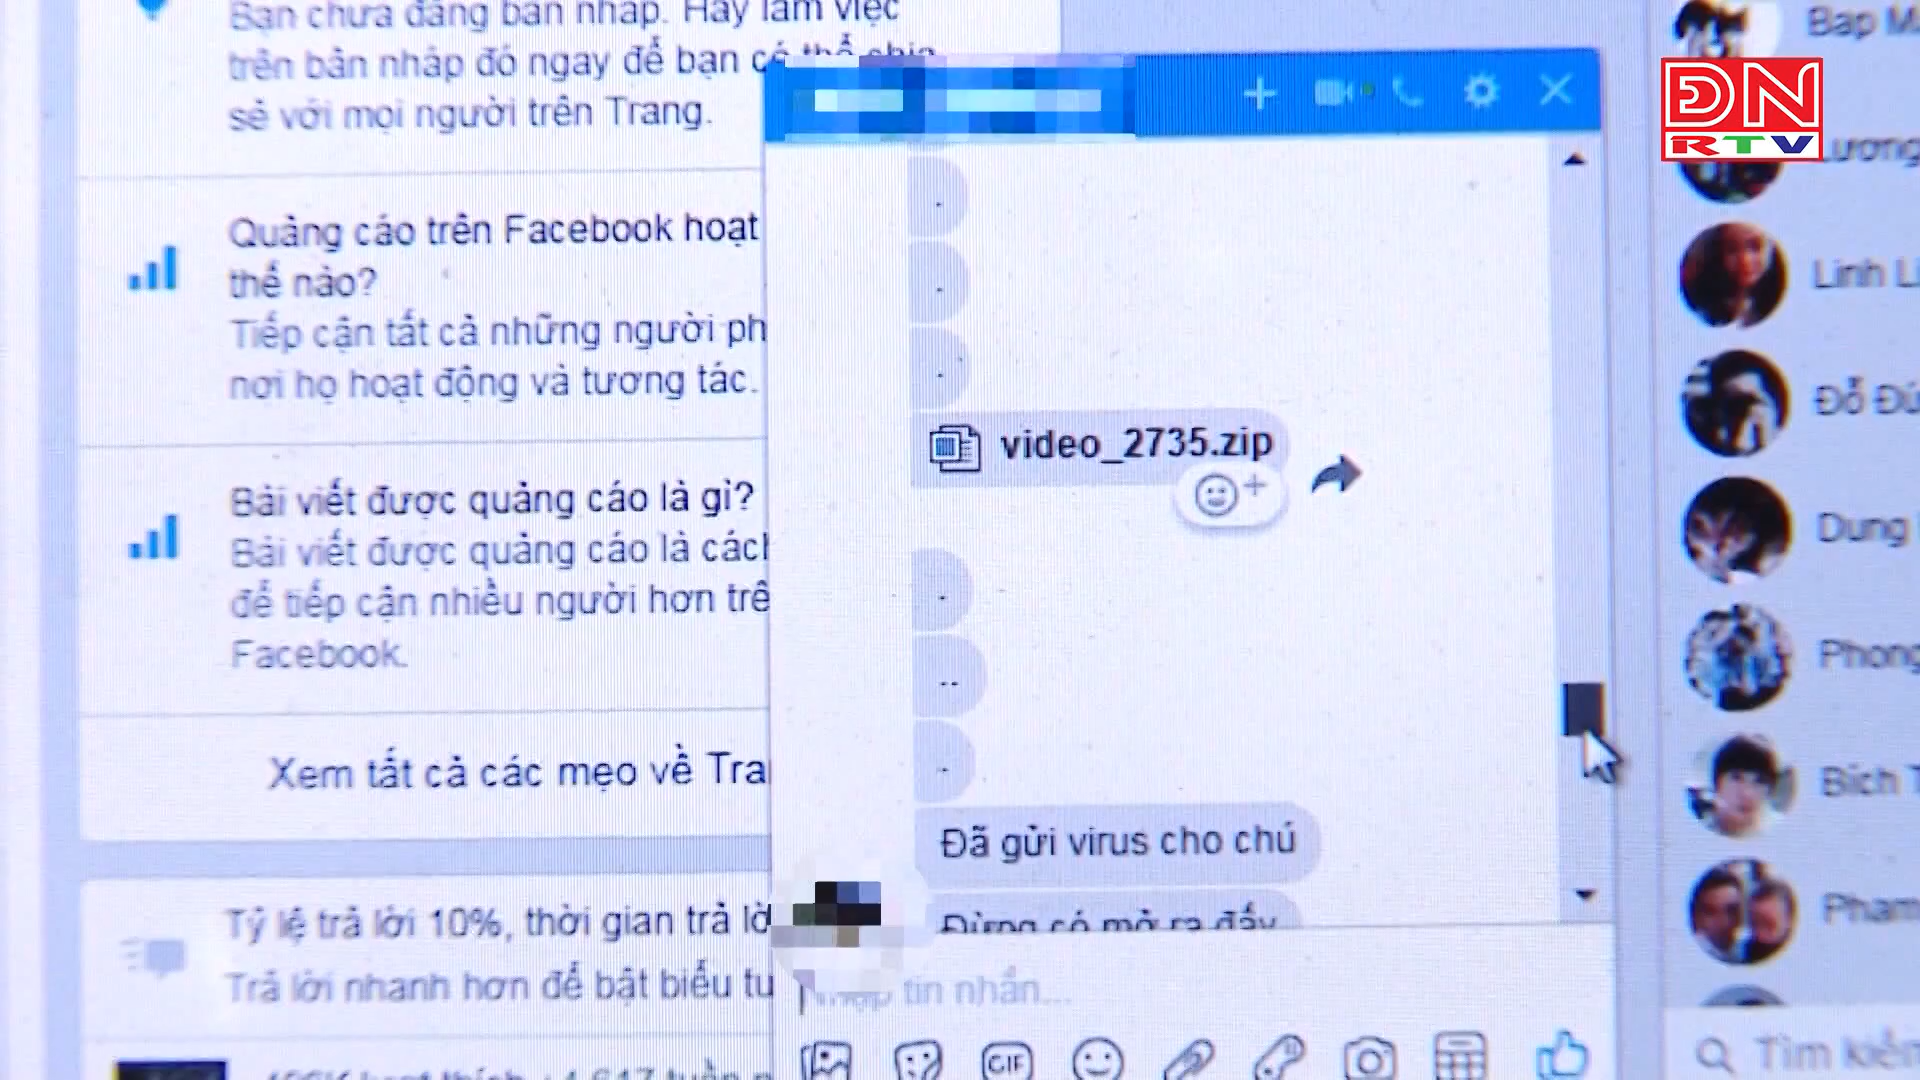 Bạn chưa đăng bản nháp. Hãy làm việc
trên bản nháp đó ngay để bạn có thể chia
sẻ với mọi người trên Trang.
Quảng cáo trên Facebook hoạt
thế nào?
Tiếp cận tất cả những người ph
nơi họ hoạt động và tương tác.
Bài viết được quảng cáo là gì?
Bài viết được quảng cáo là cách
để tiếp cận nhiều người hơn trê
Facebook.
Xem tất cả các mẹo về Tra
Tỷ lệ trả lời 10%, thời gian trả lờ
Trả lời nhanh hơn để bật biểu tư
video_2735.zip
Đã gửi virus cho chú
Đừng có mở ra đấy
Nhập tin nhắn...
GIF
DN
RTV
Bap
Linh
Đỗ
Dung
Phong
Bích
Pham
Tìm kiếm